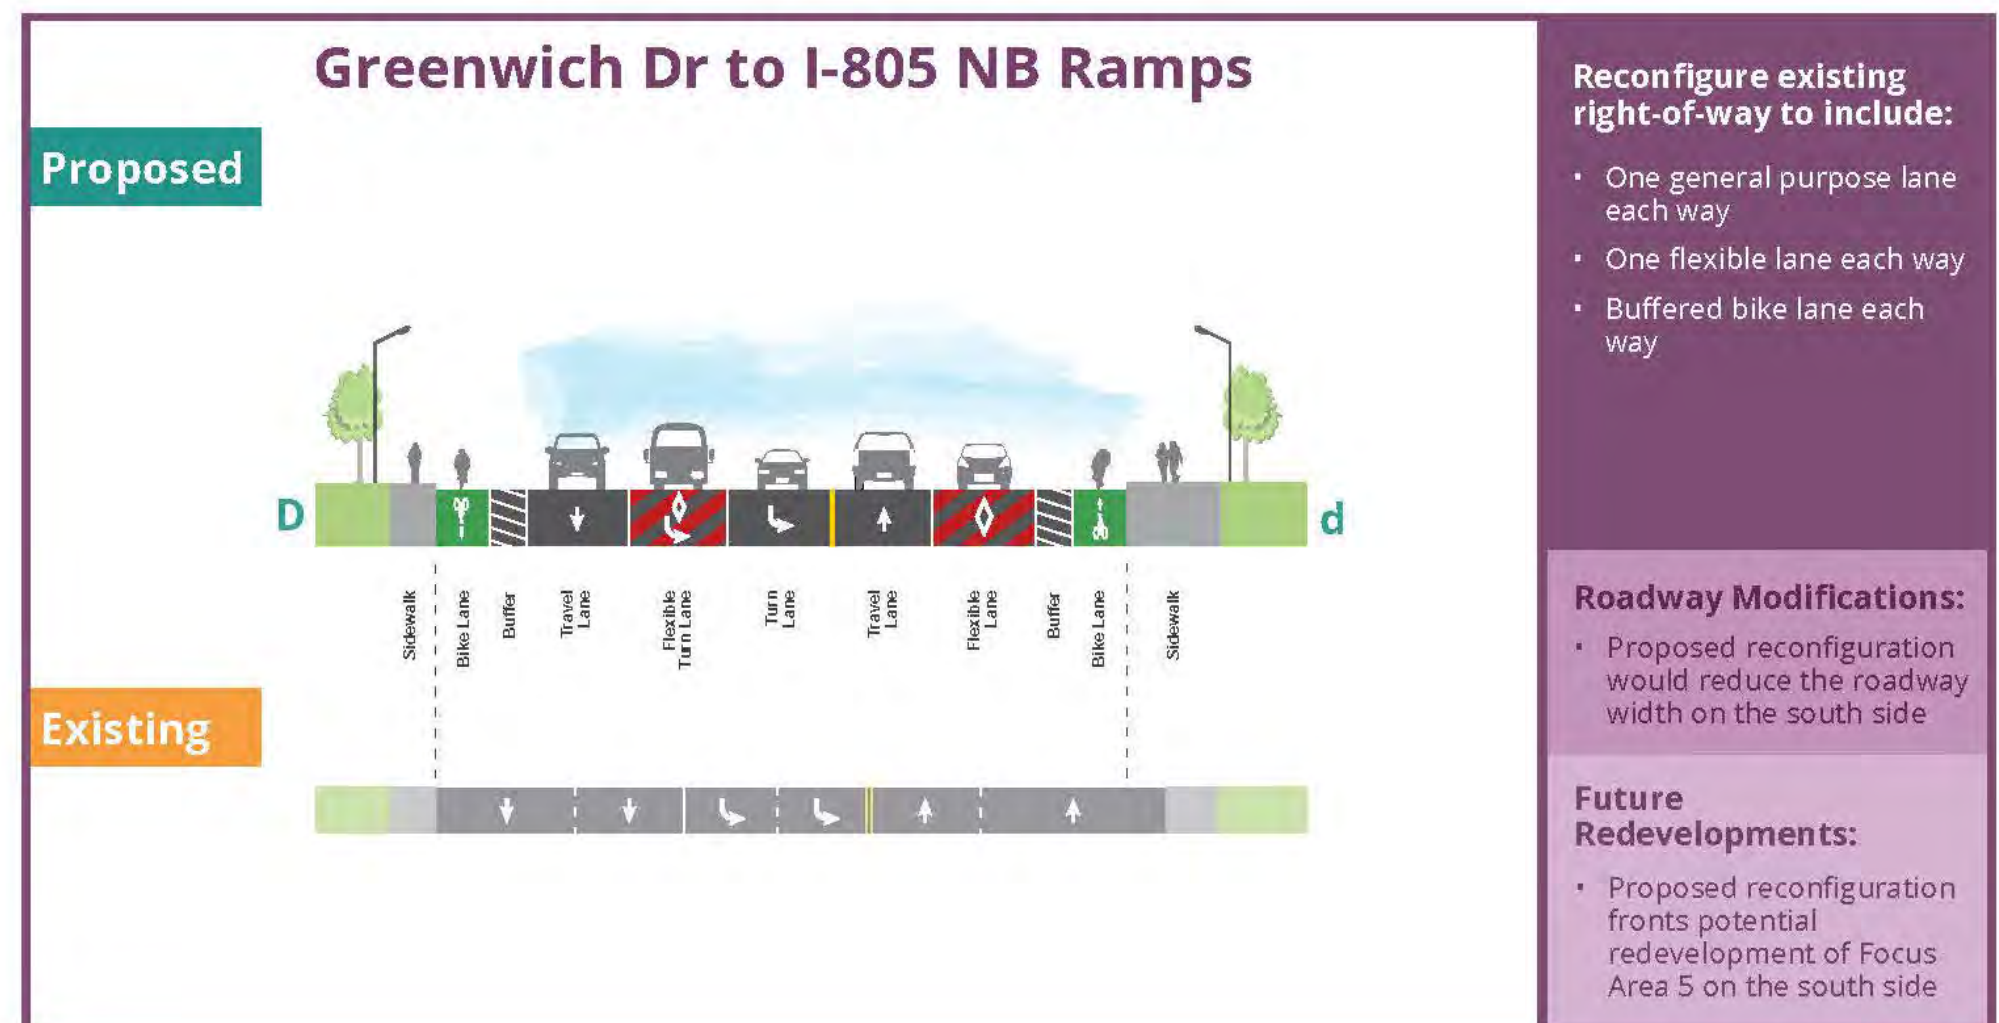 Greenwich Dr to I-805 NB Ramps
Proposed
D
d
Sidewalk
Bike Lane
Buffer
Travel
Lane
Flexible
Turn Lane
Turn
Lane
Travel
Lane
Flexible
Lane
Buffer
Bike Lane
Sidewalk
Existing
Reconfigure existing
right-of-way to include:
· One general purpose lane
each way
· One flexible lane each way
· Buffered bike lane each
way
Roadway Modifications:
· Proposed reconfiguration
would reduce the roadway
width on the south side
Future
Redevelopments:
· Proposed reconfiguration
fronts potential
redevelopment of Focus
Area 5 on the south side